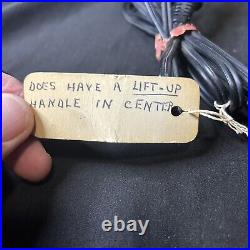 DOES HAVE A LIFT-UP
HANDLE IN CENTER